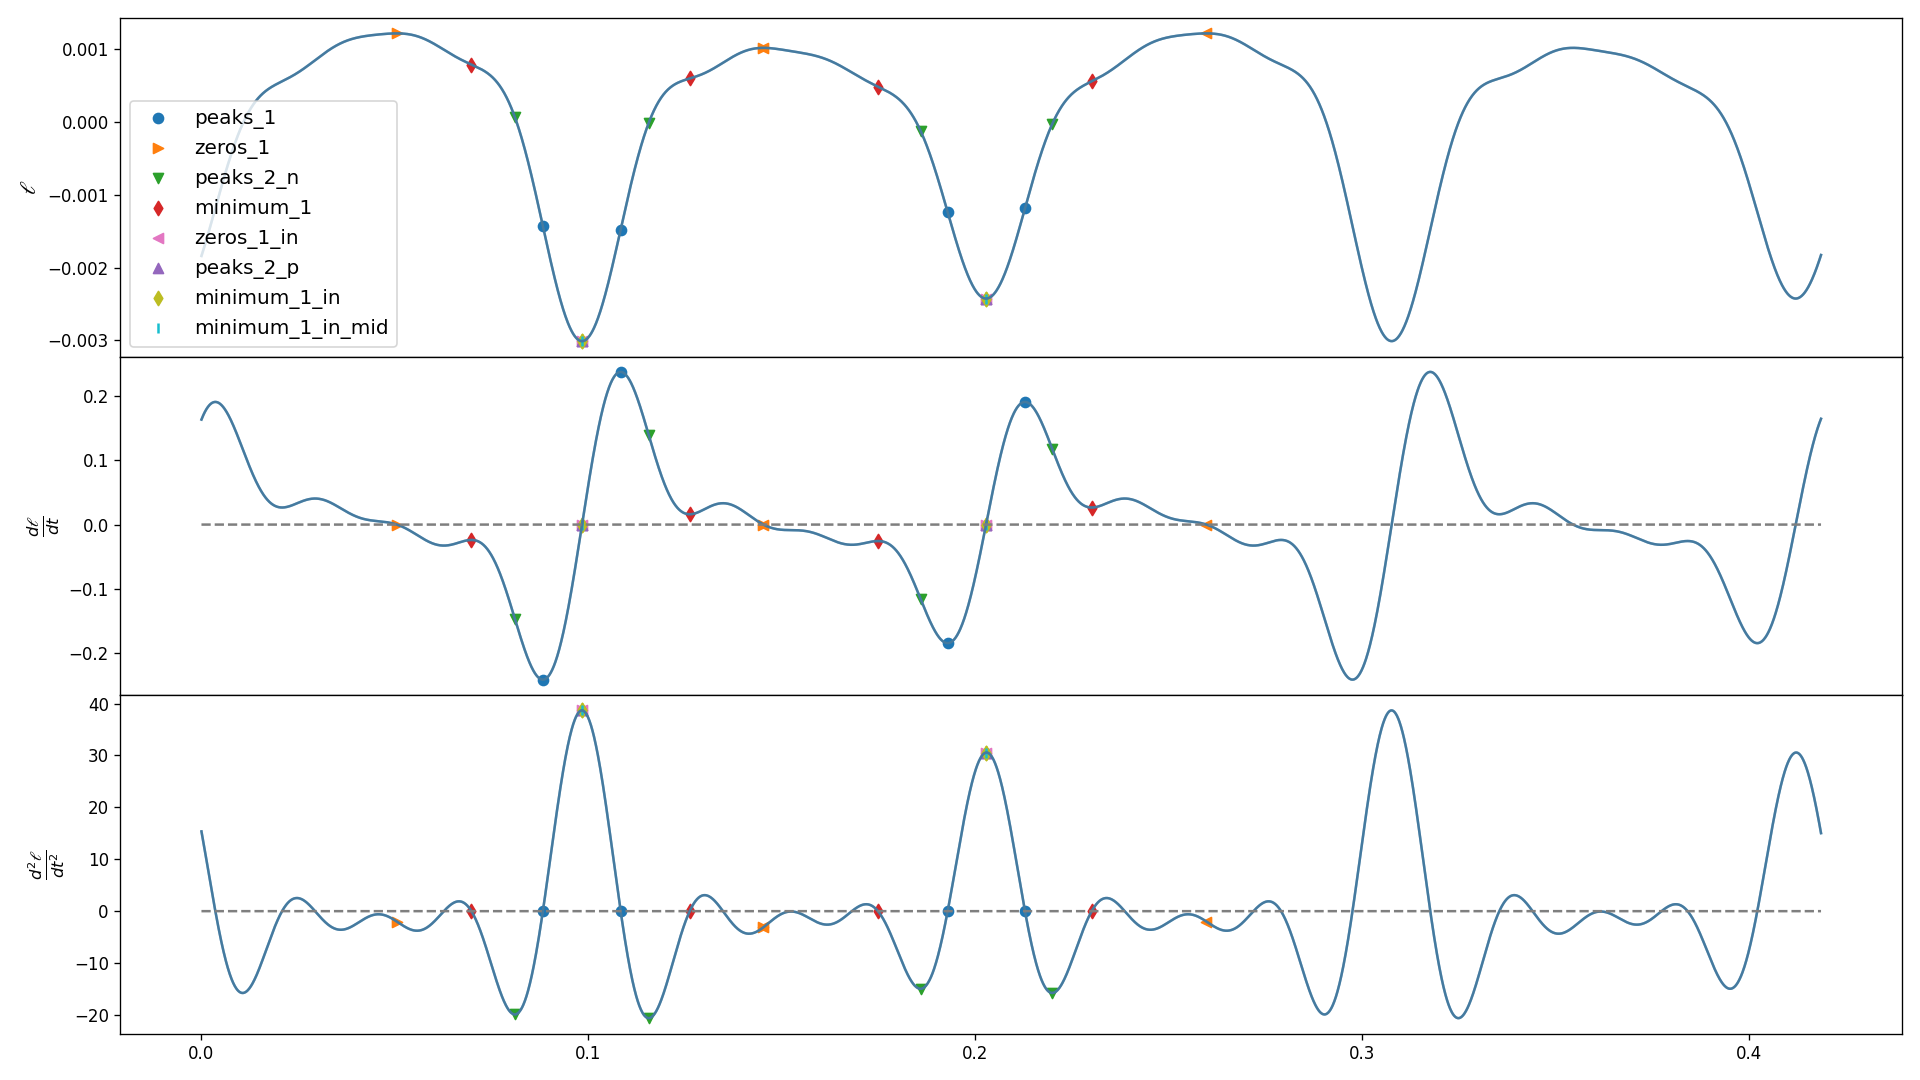 0.001
0.000
−0.001
−0.002
−0.003
ℓ
peaks_1
zeros_1
peaks_2_n
minimum_1
zeros_1_in
peaks_2_p
minimum_1_in
minimum_1_in_mid
0.2
0.1
0.0
−0.1
−0.2
dℓ
dt
40
30
20
10
0
−10
−20
d²ℓ
dt²
0.0 0.1 0.2 0.3 0.4